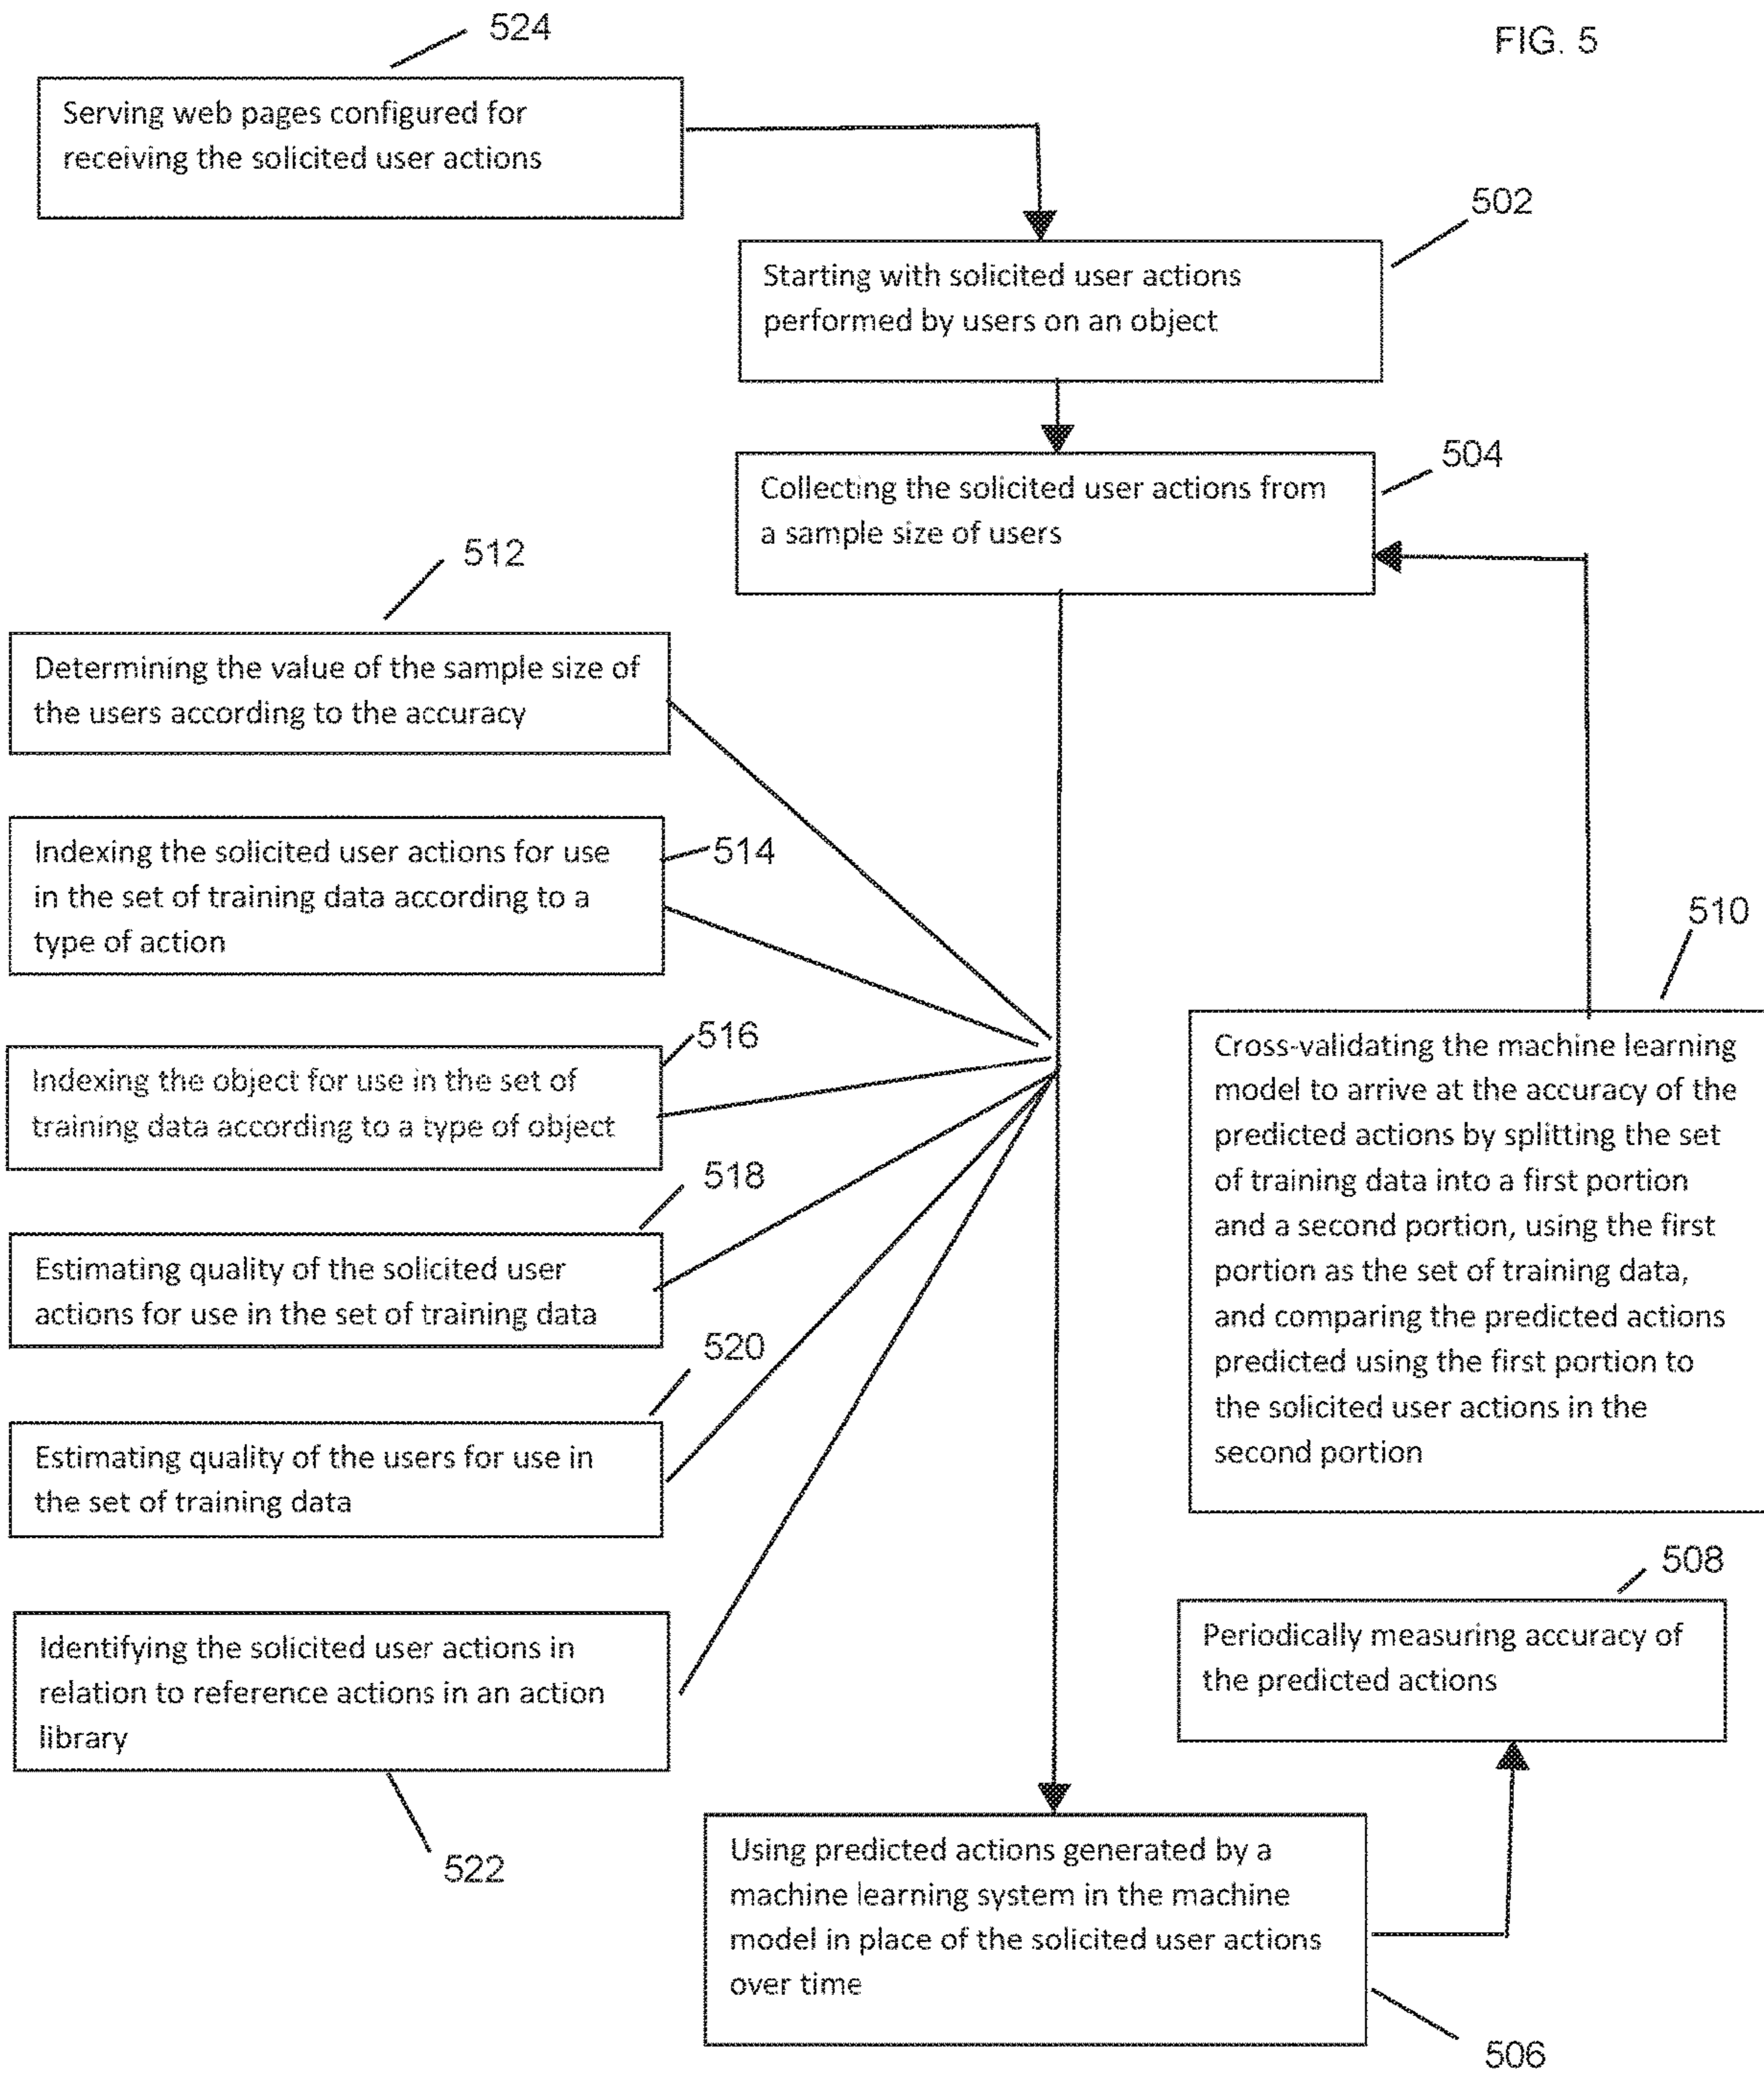 524
FIG. 5
Serving web pages configured for
receiving the solicited user actions
502
Starting with solicited user actions
performed by users on an object
504
Collecting the solicited user actions from
a sample size of users
512
Determining the value of the sample size of
the users according to the accuracy
514
Indexing the solicited user actions for use
in the set of training data according to a
type of action
510
516
Indexing the object for use in the set of
training data according to a type of object
Cross-validating the machine learning
model to arrive at the accuracy of the
predicted actions by splitting the set
of training data into a first portion
and a second portion, using the first
portion as the set of training data,
and comparing the predicted actions
predicted using the first portion to
the solicited user actions in the
second portion
518
Estimating quality of the solicited user
actions for use in the set of training data
520
Estimating quality of the users for use in
the set of training data
508
Periodically measuring accuracy of
the predicted actions
Identifying the solicited user actions in
relation to reference actions in an action
library
522
Using predicted actions generated by a
machine learning system in the machine
model in place of the solicited user actions
over time
506